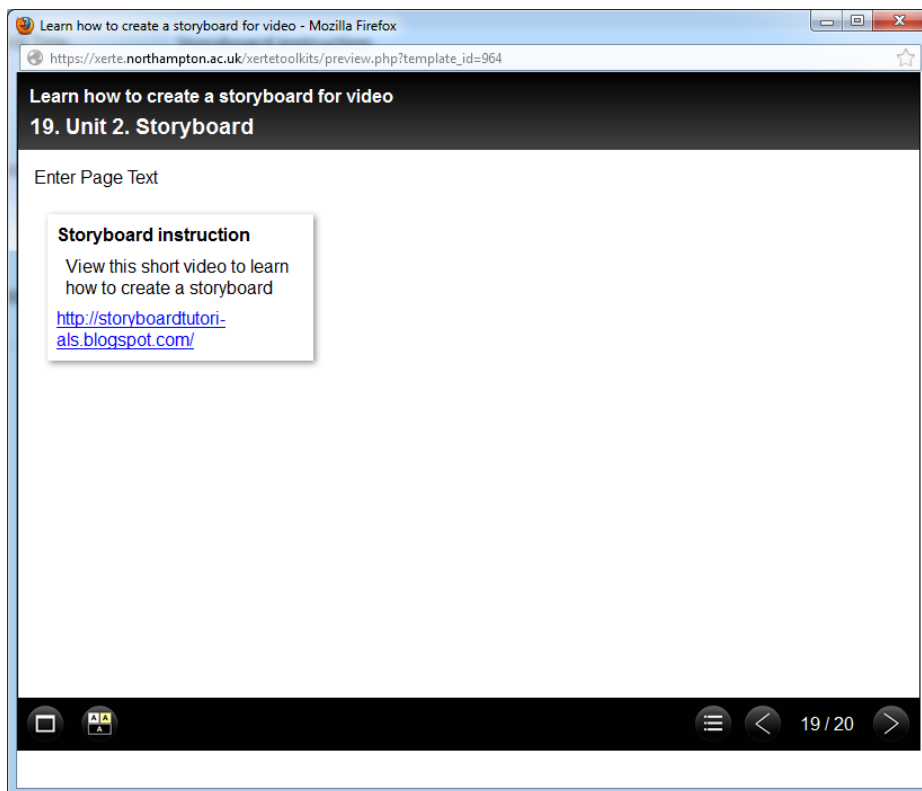 Learn how to create a storyboard for video - Mozilla Firefox
https://xerte.northampton.ac.uk/xertetoolkits/preview.php?template_id=964
Learn how to create a storyboard for video
19. Unit 2. Storyboard
Enter Page Text
Storyboard instruction
View this short video to learn
how to create a storyboard
http://storyboardtutori-
als.blogspot.com/
A A
A
19 / 20